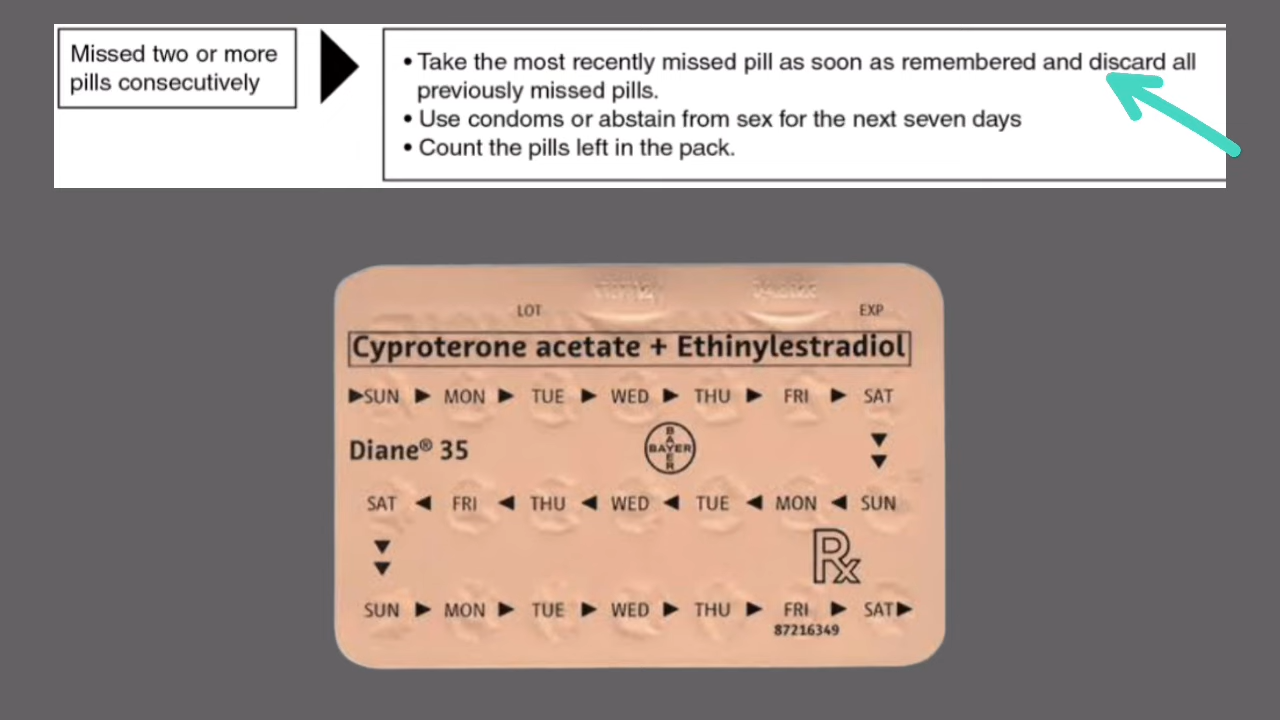 Missed two or more
pills consecutively
• Take the most recently missed pill as soon as remembered and discard all
previously missed pills.
• Use condoms or abstain from sex for the next seven days
• Count the pills left in the pack.
LOT EXP
Cyproterone acetate + Ethinylestradiol
SUN MON TUE WED THU FRI SAT
Diane® 35
BAYER
BAYER
SAT FRI THU WED TUE MON SUN
Rx
SUN MON TUE WED THU FRI SAT
87216349